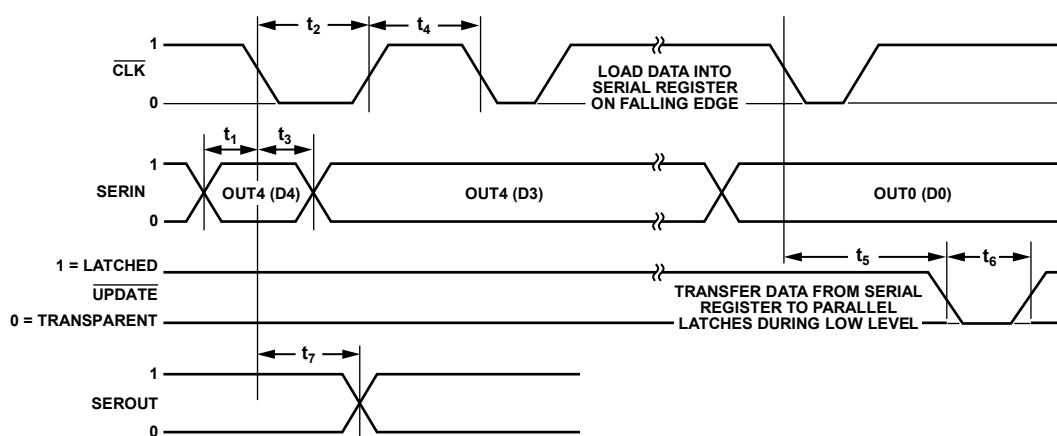 t2
t4
1
CLK
0
LOAD DATA INTO
SERIAL REGISTER
ON FALLING EDGE
t1
t3
1
SERIN
0
OUT4 (D4)
OUT4 (D3)
OUT0 (D0)
1 = LATCHED
UPDATE
0 = TRANSPARENT
t5
t6
TRANSFER DATA FROM SERIAL
REGISTER TO PARALLEL
LATCHES DURING LOW LEVEL
t7
1
SEROUT
0